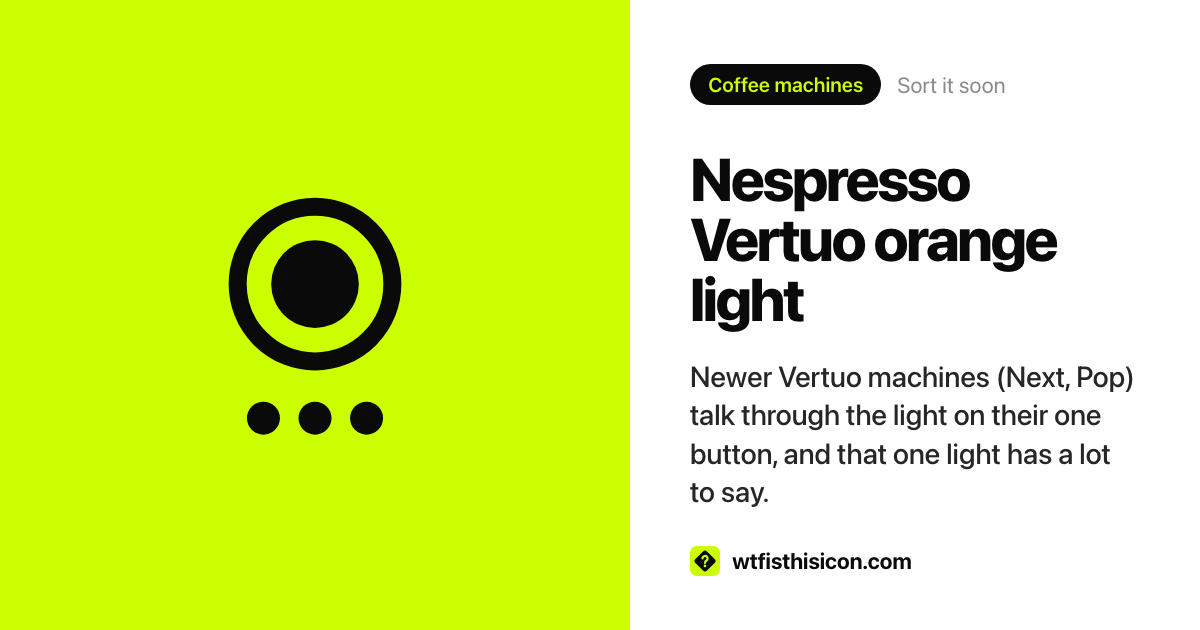 Coffee machines
Sort it soon
Nespresso
Vertuo orange
light
Newer Vertuo machines (Next, Pop)
talk through the light on their one
button, and that one light has a lot
to say.
?
wtfisthisicon.com